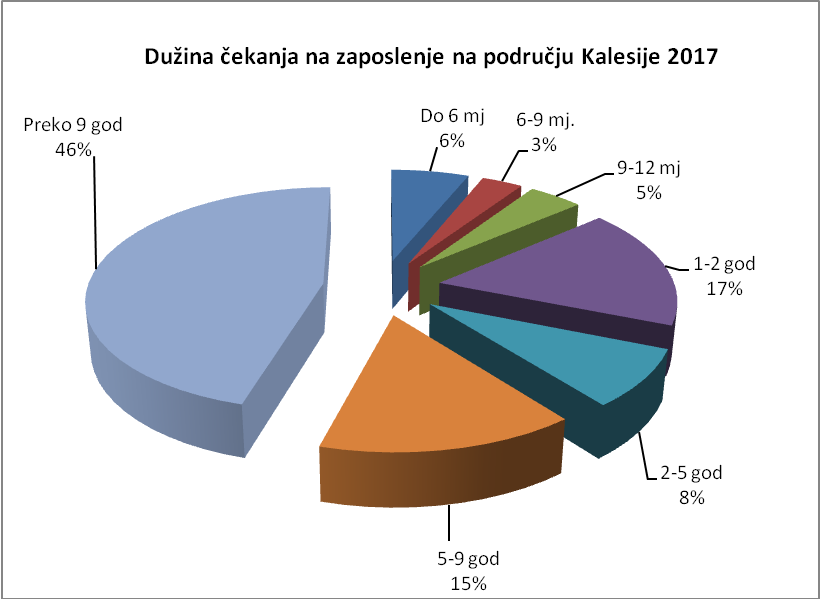 Dužina čekanja na zaposlenje na području Kalesije 2017
Preko 9 god
46%
Do 6 mj
6%
6-9 mj.
3%
9-12 mj
5%
1-2 god
17%
2-5 god
8%
5-9 god
15%